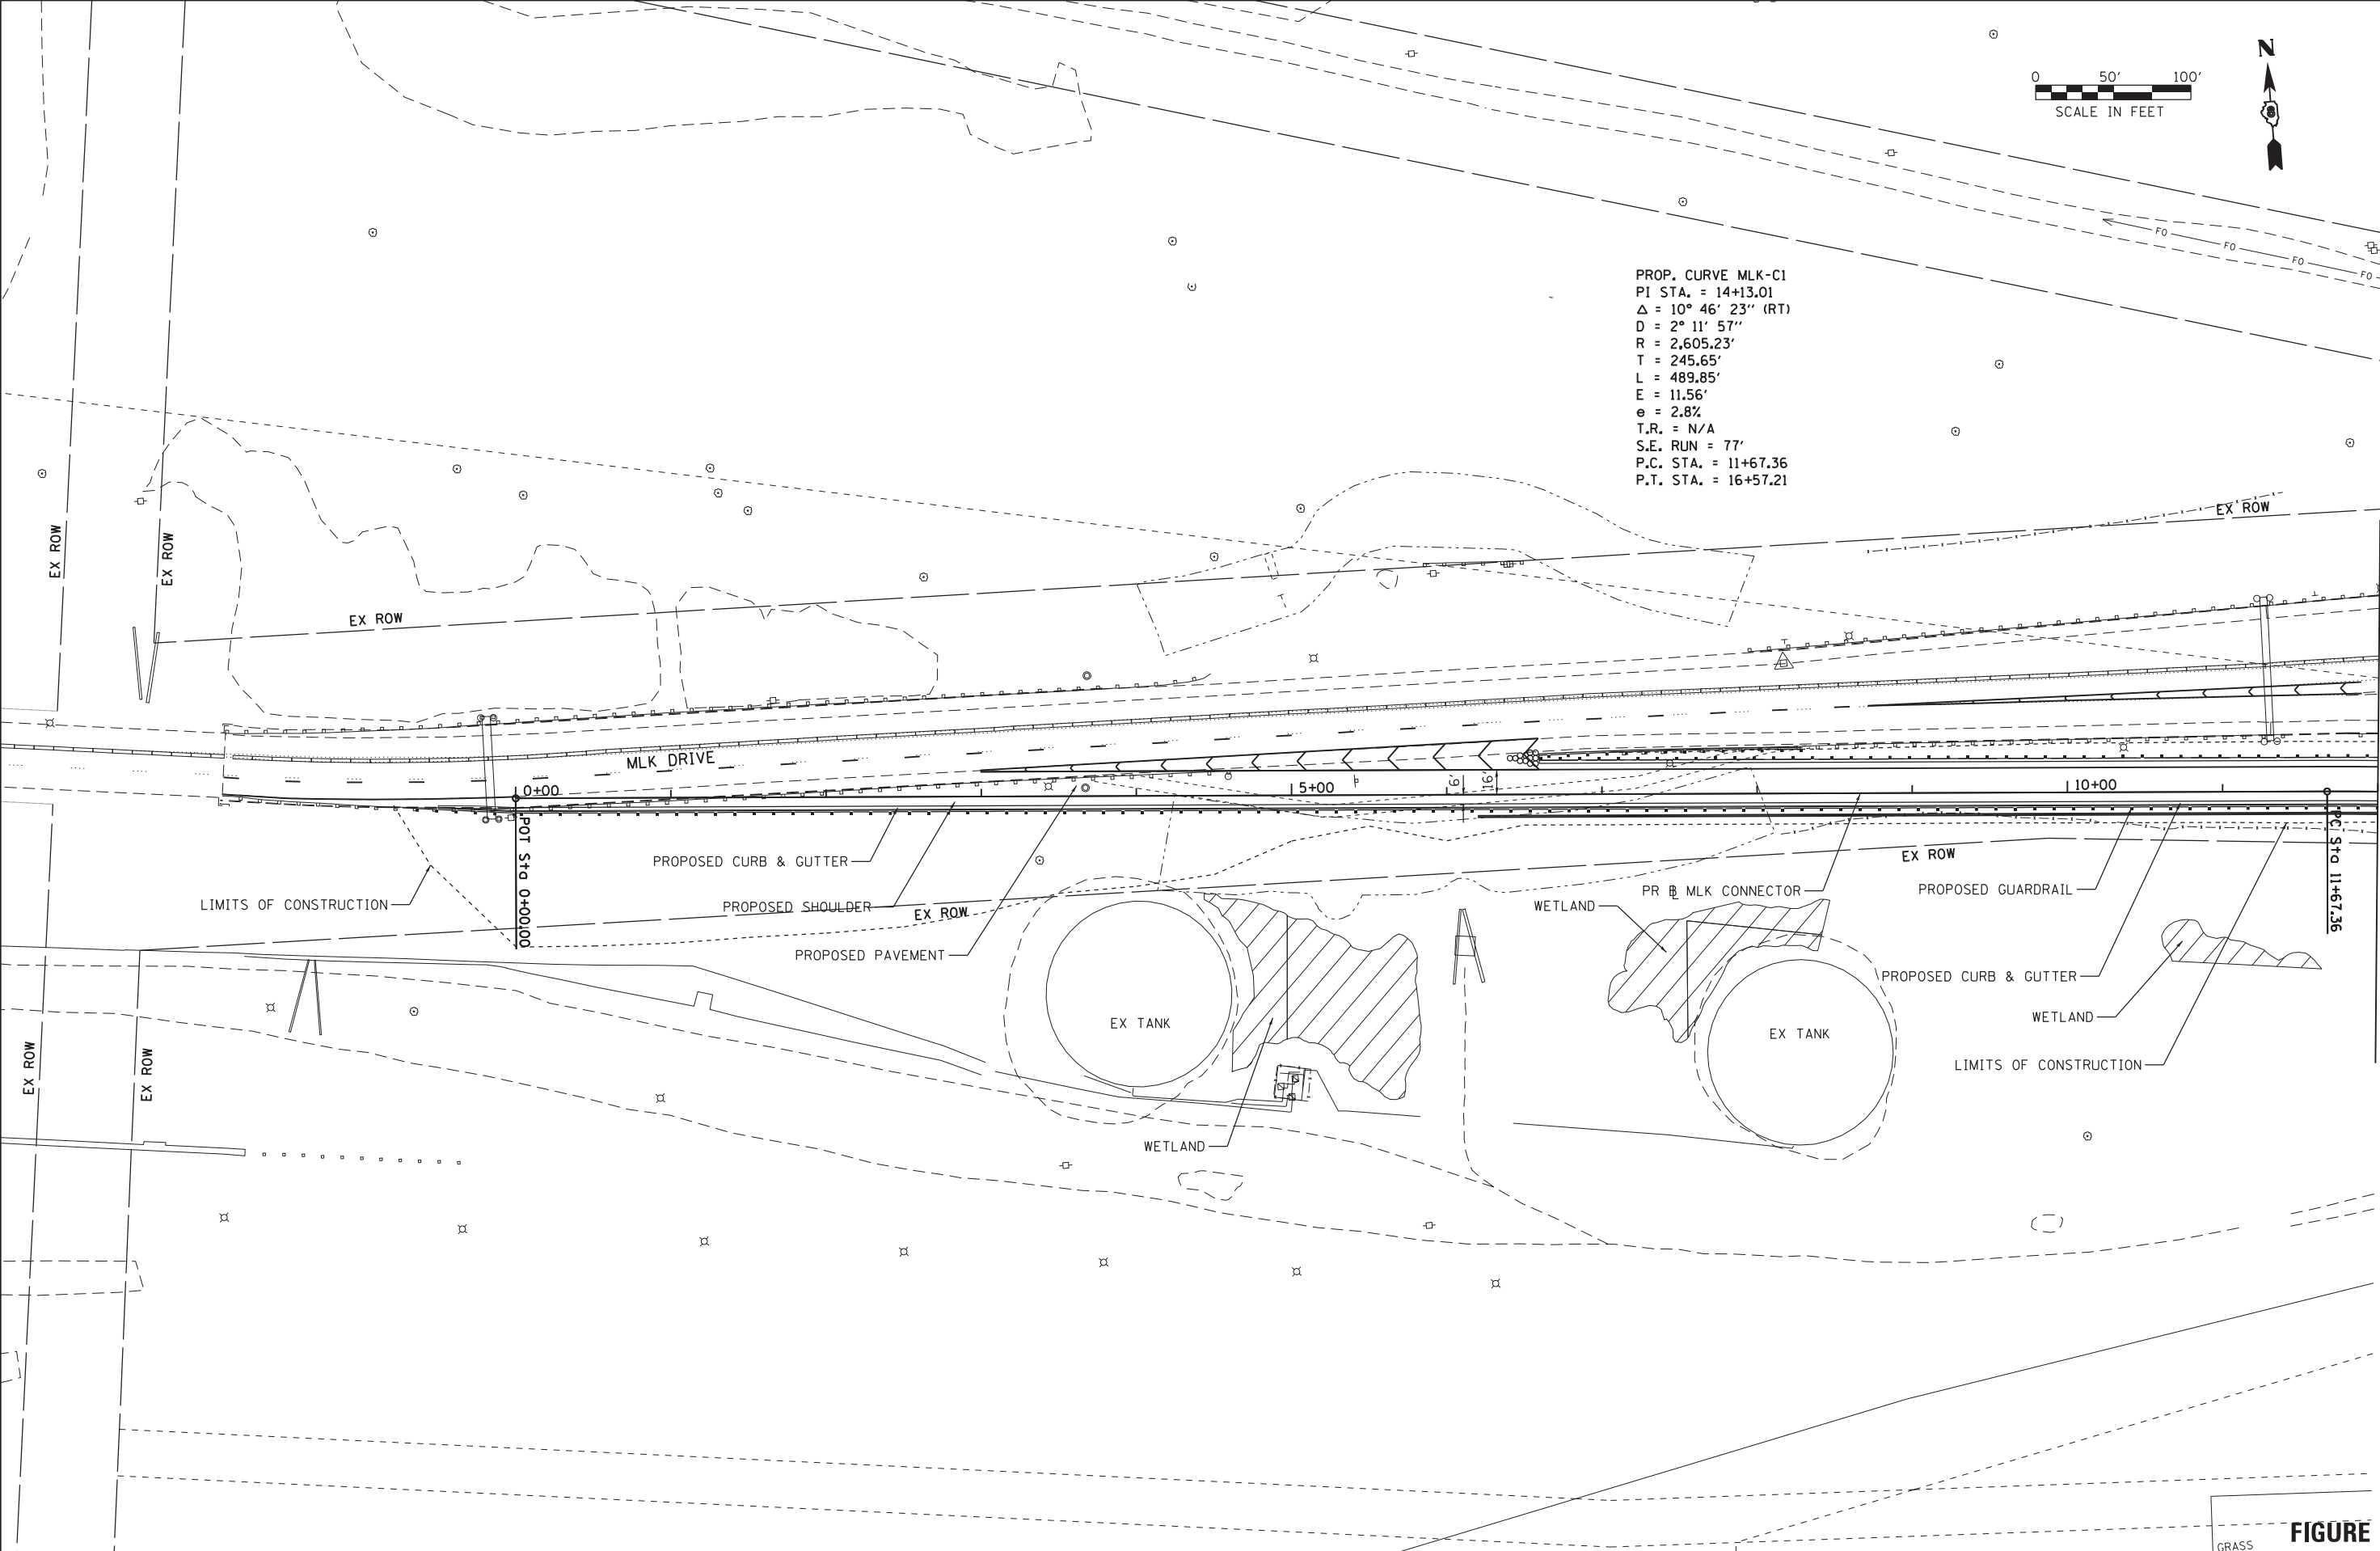 N
0 50' 100'
SCALE IN FEET
FO FO FO FO
PROP. CURVE MLK-C1
PI STA. = 14+13.01
Δ = 10° 46' 23'' (RT)
D = 2° 11' 57''
R = 2,605.23'
T = 245.65'
L = 489.85'
E = 11.56'
e = 2.8%
T.R. = N/A
S.E. RUN = 77'
P.C. STA. = 11+67.36
P.T. STA. = 16+57.21
EX ROW
EX ROW
EX ROW
EX ROW
MLK DRIVE
0+00
5+00
10+00
POT Sta 0+00.00
PC Sta 11+67.36
9'
16'
PROPOSED CURB & GUTTER
LIMITS OF CONSTRUCTION
PROPOSED SHOULDER
EX ROW
PROPOSED PAVEMENT
EX ROW
PR BL MLK CONNECTOR
PROPOSED GUARDRAIL
WETLAND
PROPOSED CURB & GUTTER
WETLAND
LIMITS OF CONSTRUCTION
EX TANK
EX TANK
EX ROW
EX ROW
WETLAND
GRASS
FIGURE